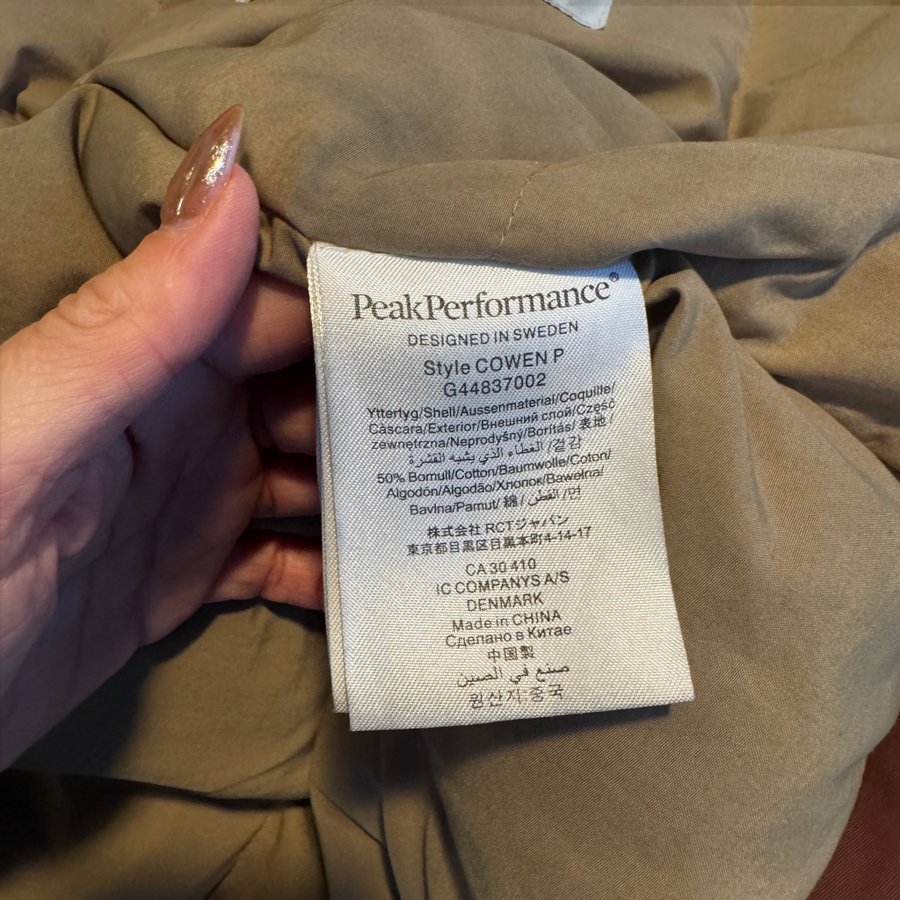 PeakPerformance®
DESIGNED IN SWEDEN
Style COWEN P
G44837002
Yttertyg/Shell/Aussenmaterial/Coquille/
Càscara/Exterior/Внешний слой/Część
zewnętrzna/Neprodyšný/Borítás/表地/
الغطاء الذي يشبه القشرة/겉감
50% Bomull/Cotton/Baumwolle/Coton/
Algodón/Algodão/Хлопок/Bawełna/
Bavlna/Pamut/綿/القطن/면
株式会社 RCTジャパン
東京都目黒区目黒本町4-14-17
CA 30 410
IC COMPANYS A/S
DENMARK
Made in CHINA
Сделано в Китае
中国製
صنع في الصين
원산지:중국